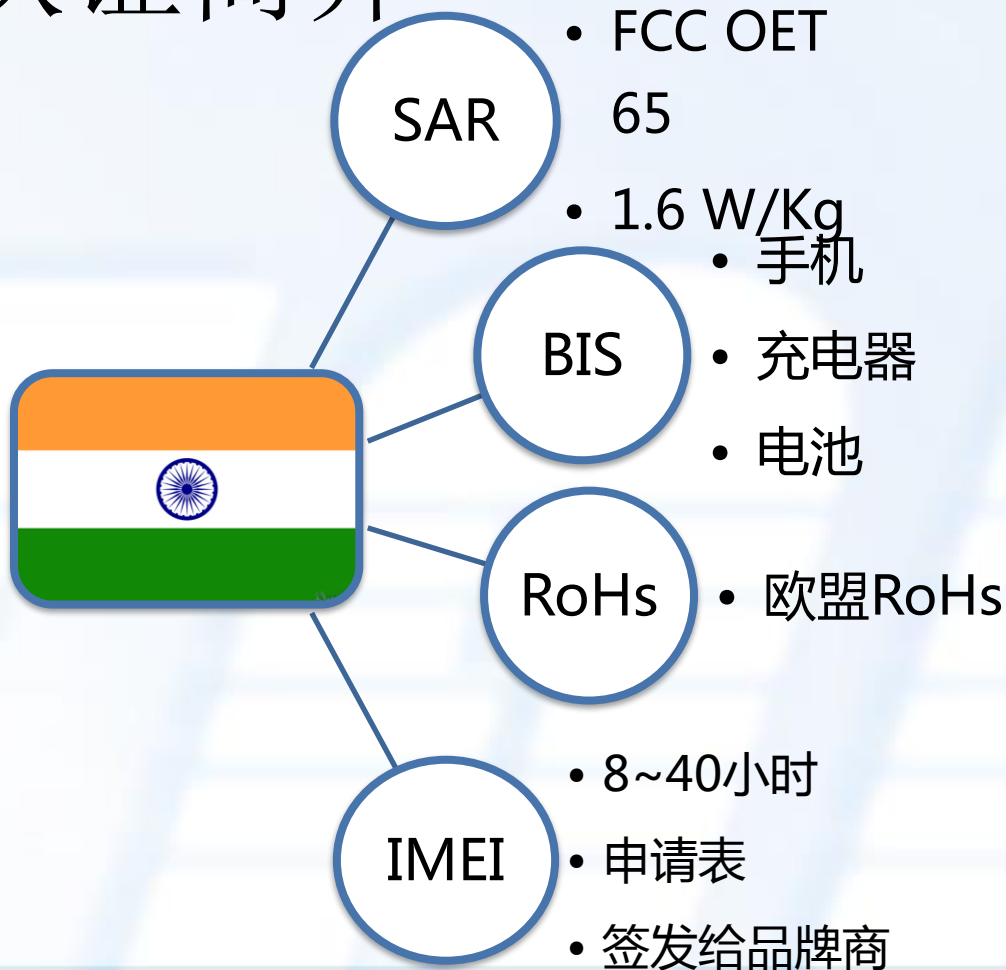 SAR
• FCC OET
65
• 1.6 W/Kg
BIS
• 手机
• 充电器
• 电池
RoHs
• 欧盟RoHs
IMEI
• 8~40小时
• 申请表
• 签发给品牌商